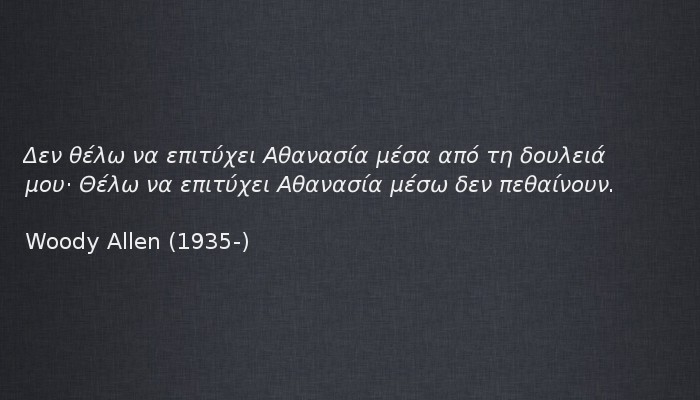 Δεν θέλω να επιτύχει Αθανασία μέσα από τη δουλειά
μου· Θέλω να επιτύχει Αθανασία μέσω δεν πεθαίνουν.
Woody Allen (1935-)